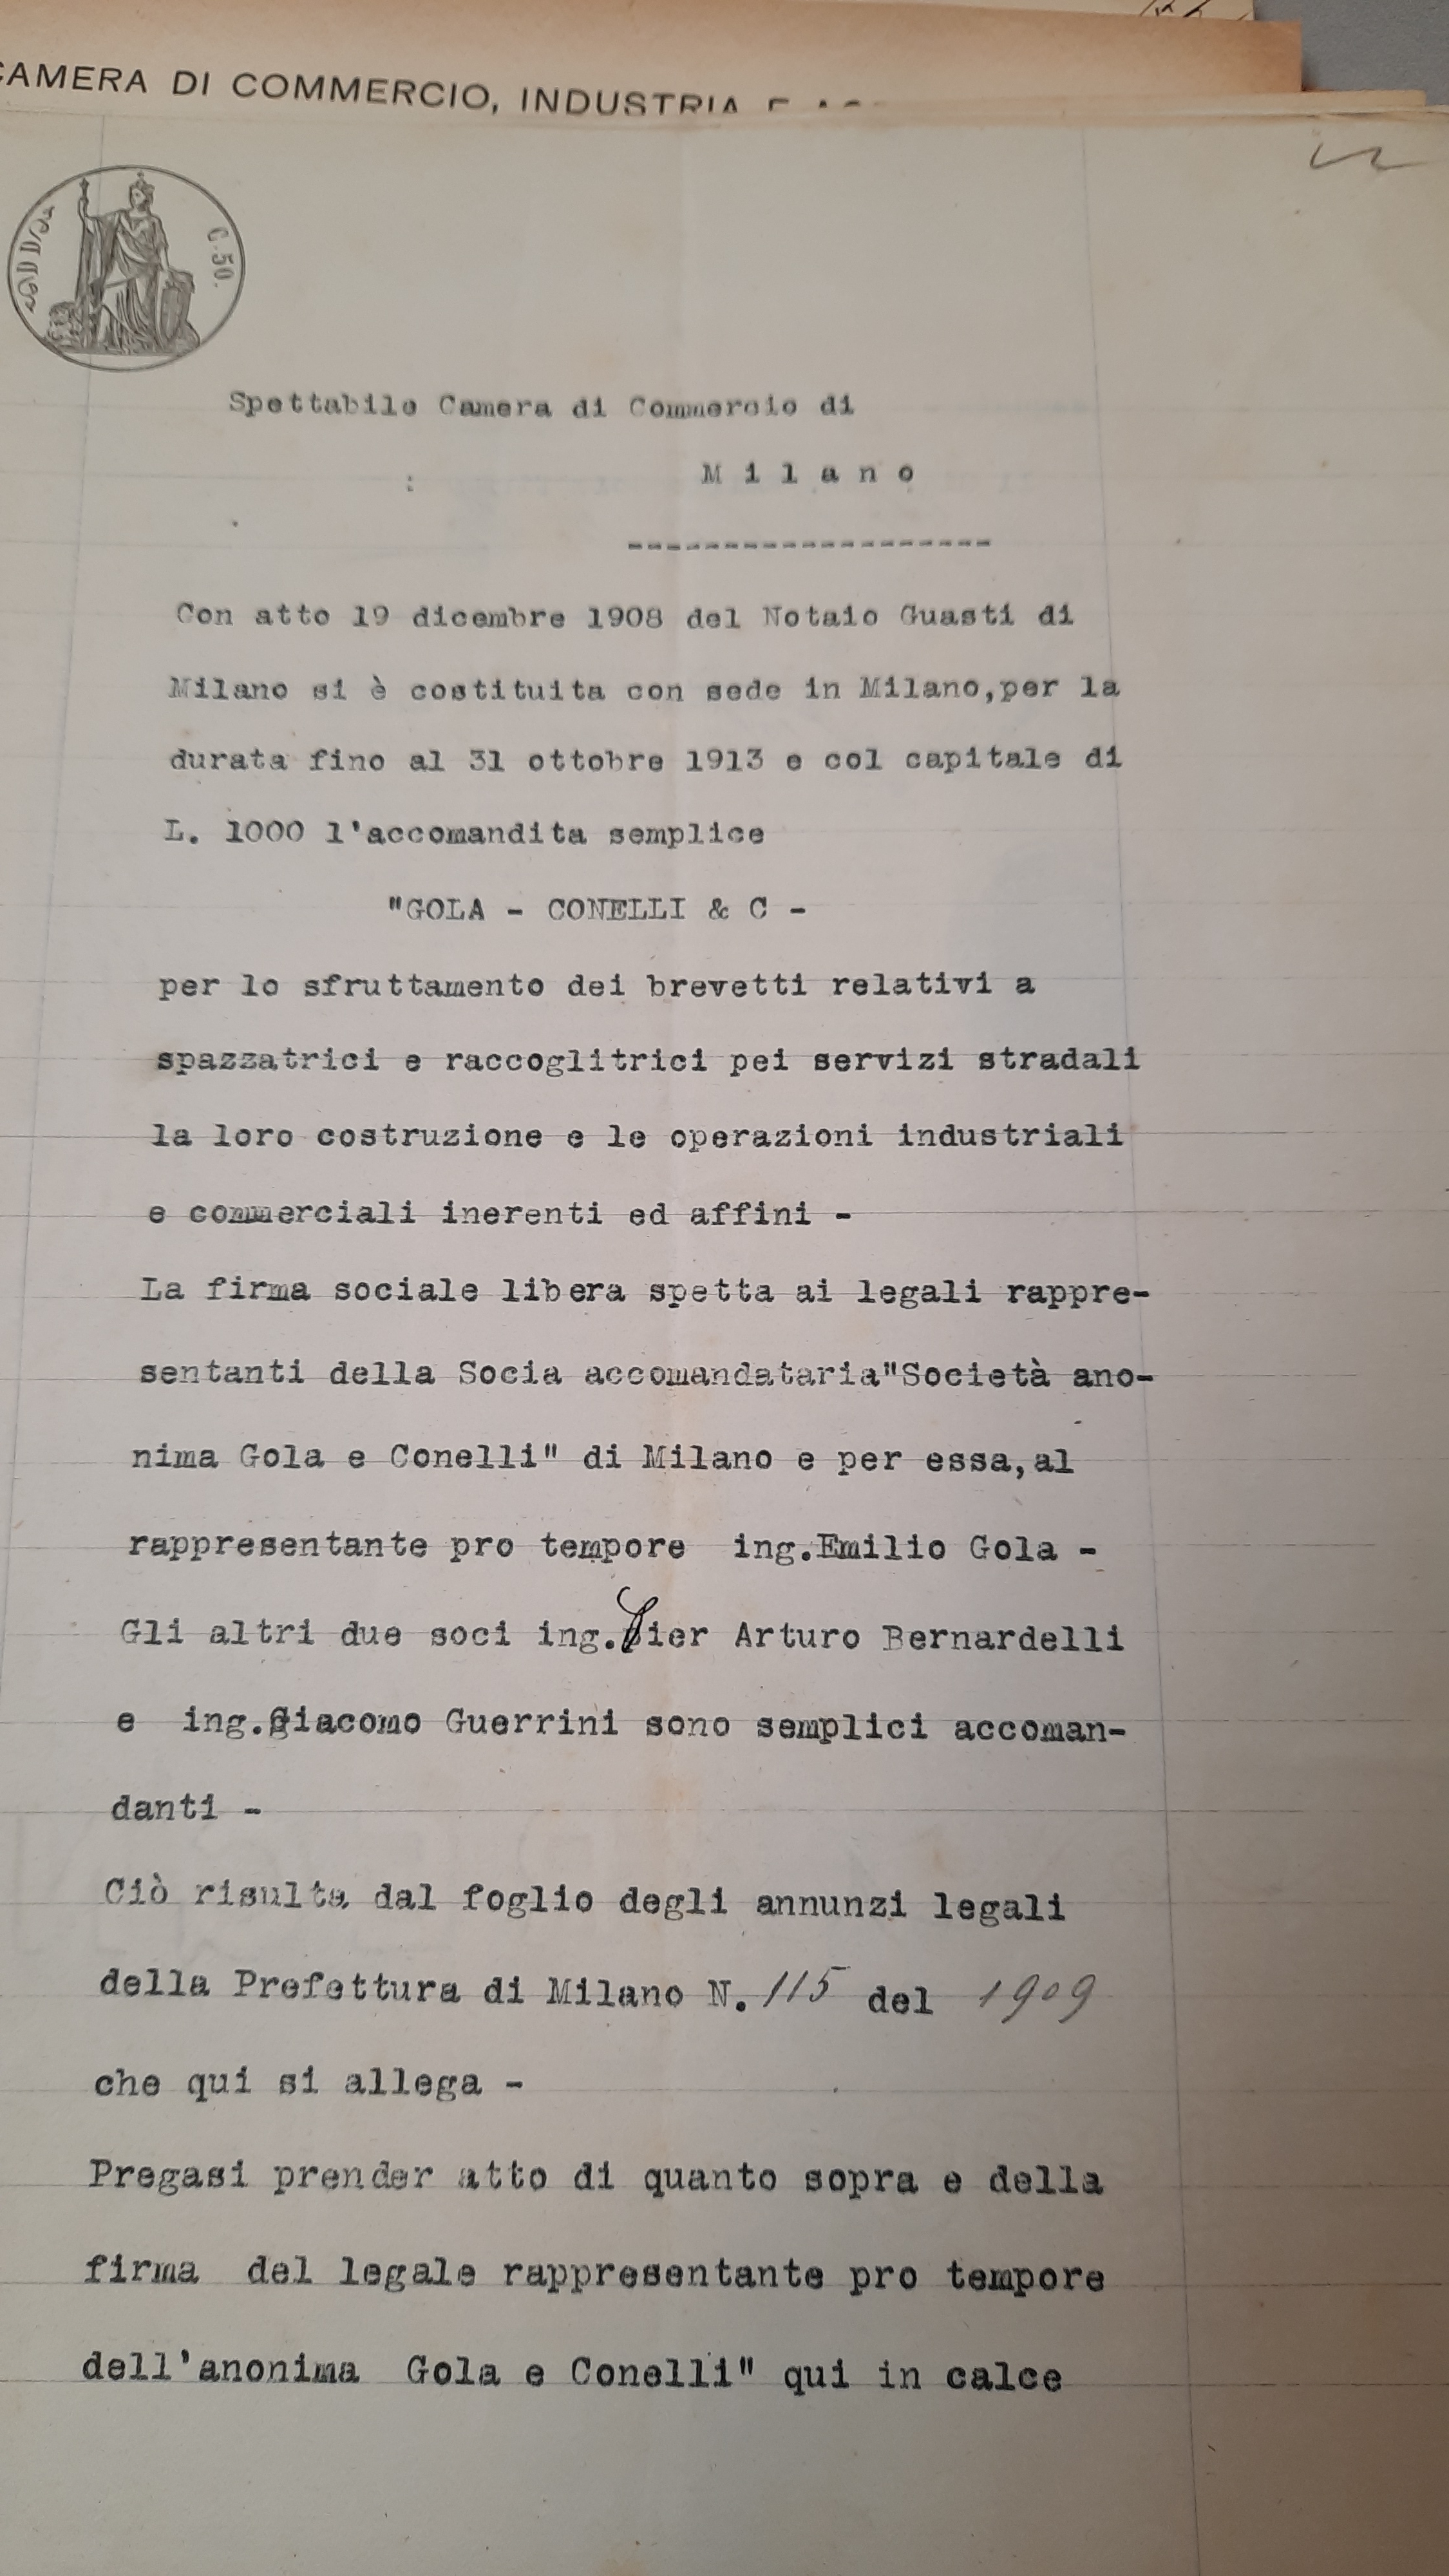 CAMERA DI COMMERCIO, INDUSTRIA E
C. 50.
Spettabile Camera di Commercio di
:                M i l a n o
-------------------
Con atto 19 dicembre 1908 del Notaio Guasti di
Milano si è costituita con sede in Milano,per la
durata fino al 31 ottobre 1913 e col capitale di
L. 1000 l'accomandita semplice
"GOLA - CONELLI & C -
per lo sfruttamento dei brevetti relativi a
spazzatrici e raccoglitrici pei servizi stradali
la loro costruzione e le operazioni industriali
e commerciali inerenti ed affini -
La firma sociale libera spetta ai legali rappre-
sentanti della Socia accomandataria"Società ano-
nima Gola e Conelli" di Milano e per essa,al
rappresentante pro tempore  ing.Emilio Gola -
Gli altri due soci ing.Pier Arturo Bernardelli
e  ing.Giacomo Guerrini sono semplici accoman-
danti -
Ciò risulta dal foglio degli annunzi legali
della Prefettura di Milano N. 115 del 1909
che qui si allega -
Pregasi prender atto di quanto sopra e della
firma  del legale rappresentante pro tempore
dell'anonima  Gola e Conelli" qui in calce